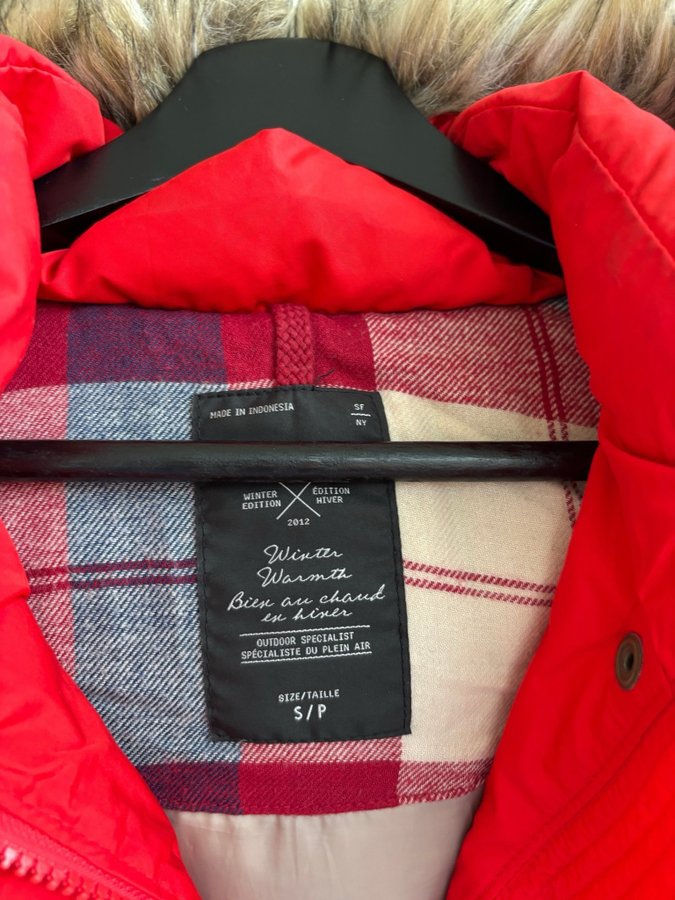 MADE IN INDONESIA
SF
NY
WINTER EDITION
ÉDITION HIVER
2012
Winter
Warmth
Bien au chaud
en hiver
OUTDOOR SPECIALIST
SPÉCIALISTE DU PLEIN AIR
SIZE/TAILLE
S/P